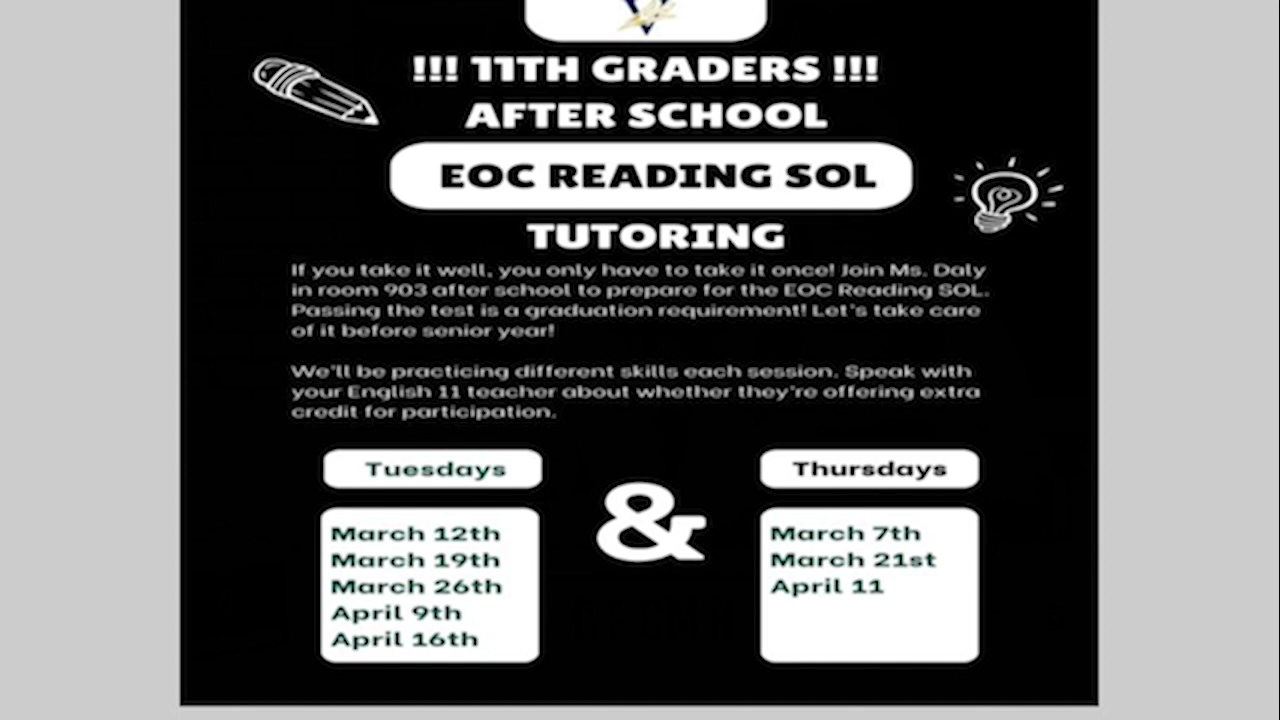 !!! 11TH GRADERS !!!
AFTER SCHOOL
EOC READING SOL
TUTORING
If you take it well, you only have to take it once! Join Ms. Daly
in room 903 after school to prepare for the EOC Reading SOL.
Passing the test is a graduation requirement! Let's take care
of it before senior year!
We'll be practicing different skills each session. Speak with
your English 11 teacher about whether they're offering extra
credit for participation.
Tuesdays
March 12th
March 19th
March 26th
April 9th
April 16th
&
Thursdays
March 7th
March 21st
April 11